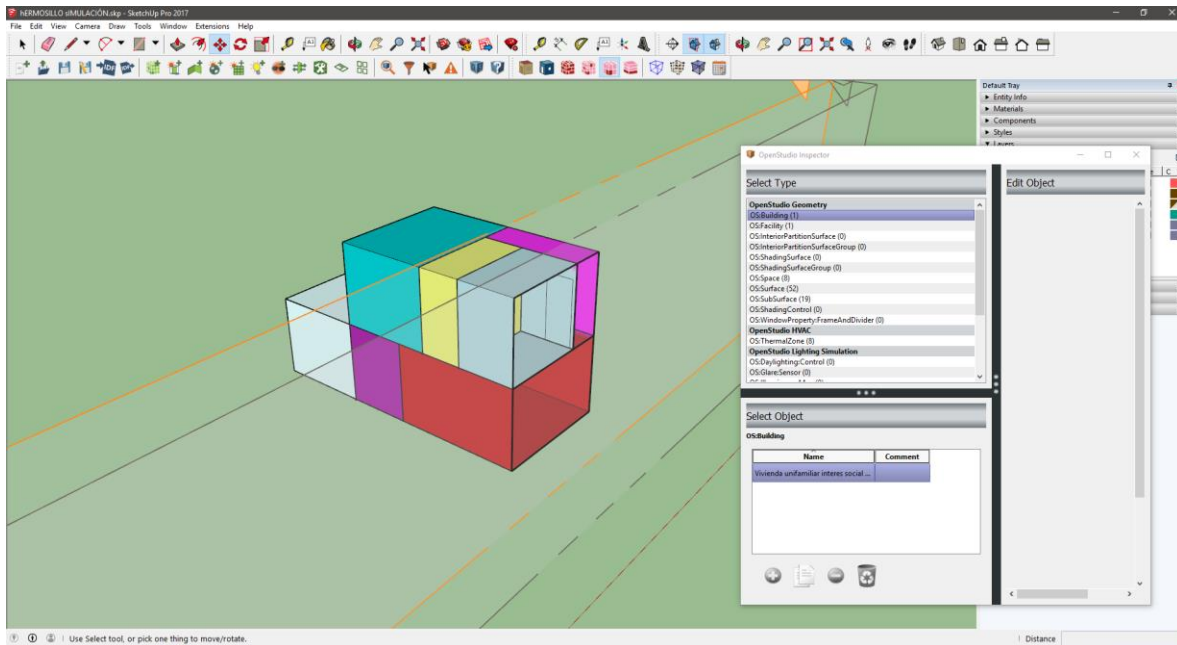 hERMOSILLO sIMULACIÓN.skp - SketchUp Pro 2017
File Edit View Camera Draw Tools Window Extensions Help
Default Tray
Entity Info
Materials
Components
Styles
Layers
OpenStudio Inspector
Select Type
Edit Object
OpenStudio Geometry
OS:Building (1)
OS:Facility (1)
OS:InteriorPartitionSurface (0)
OS:InteriorPartitionSurfaceGroup (0)
OS:ShadingSurface (0)
OS:ShadingSurfaceGroup (0)
OS:Space (8)
OS:Surface (52)
OS:SubSurface (19)
OS:ShadingControl (0)
OS:WindowProperty:FrameAndDivider (0)
OpenStudio HVAC
OS:ThermalZone (8)
OpenStudio Lighting Simulation
OS:Daylighting:Control (0)
OS:Glare:Sensor (0)
Select Object
OS:Building
Name Comment
Vivienda unifamiliar interes social ...
Use Select tool, or pick one thing to move/rotate.
Distance